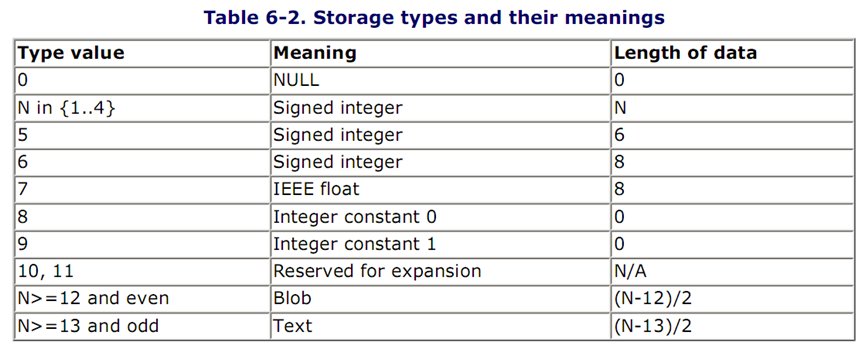 Table 6-2. Storage types and their meanings
Type value Meaning Length of data
0 NULL 0
N in {1..4} Signed integer N
5 Signed integer 6
6 Signed integer 8
7 IEEE float 8
8 Integer constant 0 0
9 Integer constant 1 0
10, 11 Reserved for expansion N/A
N>=12 and even Blob (N-12)/2
N>=13 and odd Text (N-13)/2